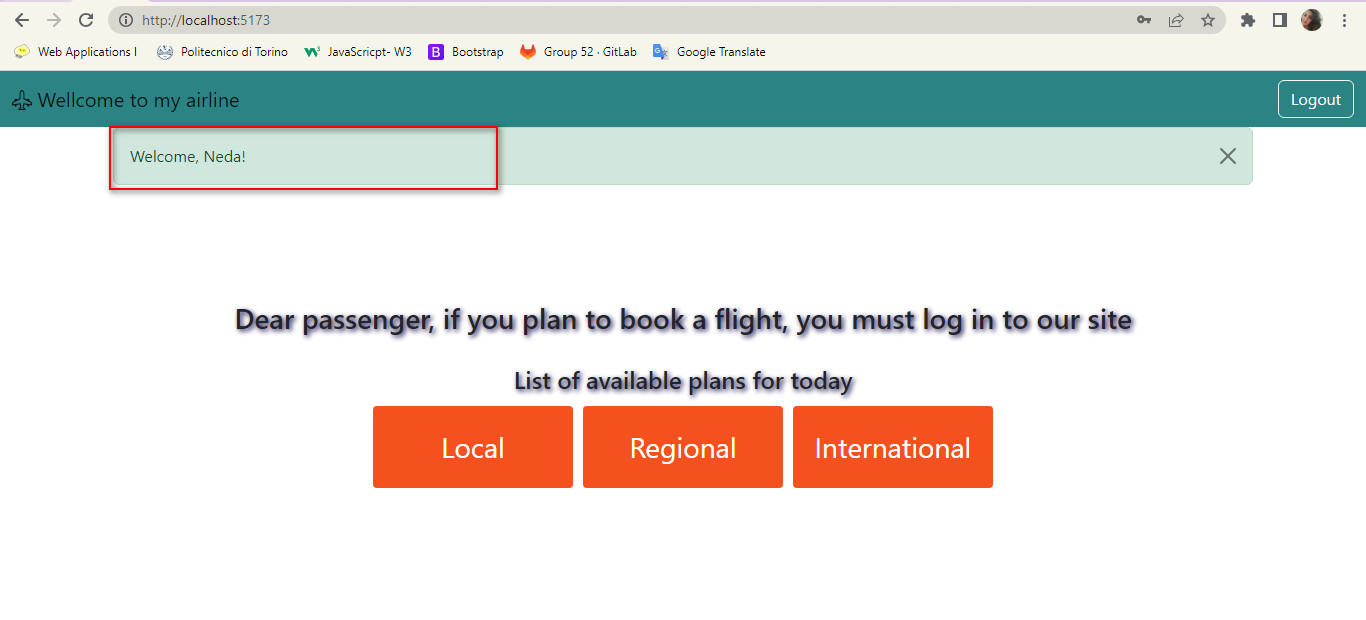 http://localhost:5173
Web Applications I Politecnico di Torino JavaScricpt- W3 Bootstrap Group 52 · GitLab Google Translate
Wellcome to my airline Logout
Welcome, Neda!
Dear passenger, if you plan to book a flight, you must log in to our site
List of available plans for today
Local Regional International